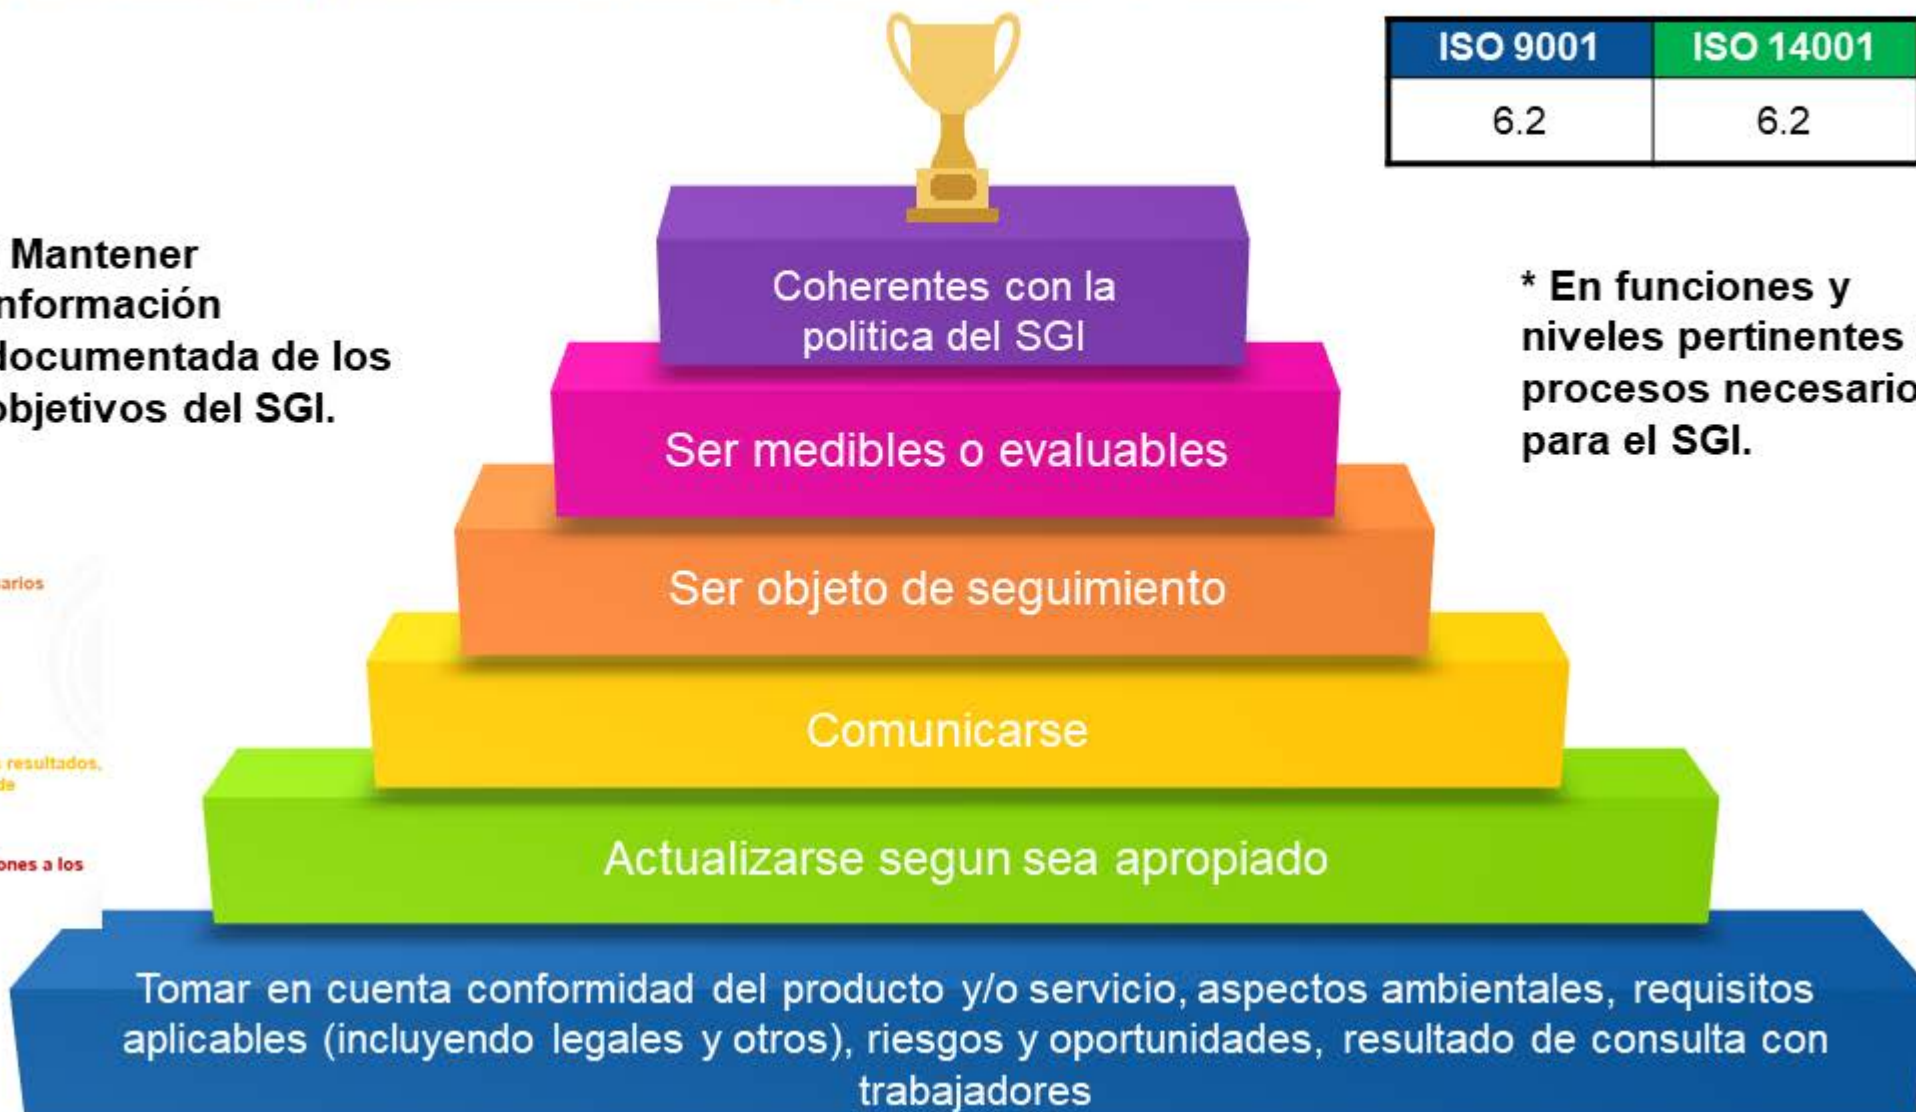 ISO 9001 ISO 14001
6.2 6.2
Mantener
nformación
documentada de los
objetivos del SGI.
* En funciones y
niveles pertinentes
procesos necesario
para el SGI.
Coherentes con la
politica del SGI
Ser medibles o evaluables
Ser objeto de seguimiento
arios
Comunicarse
resultados,
de
Actualizarse segun sea apropiado
ones a los
Tomar en cuenta conformidad del producto y/o servicio, aspectos ambientales, requisitos
aplicables (incluyendo legales y otros), riesgos y oportunidades, resultado de consulta con
trabajadores